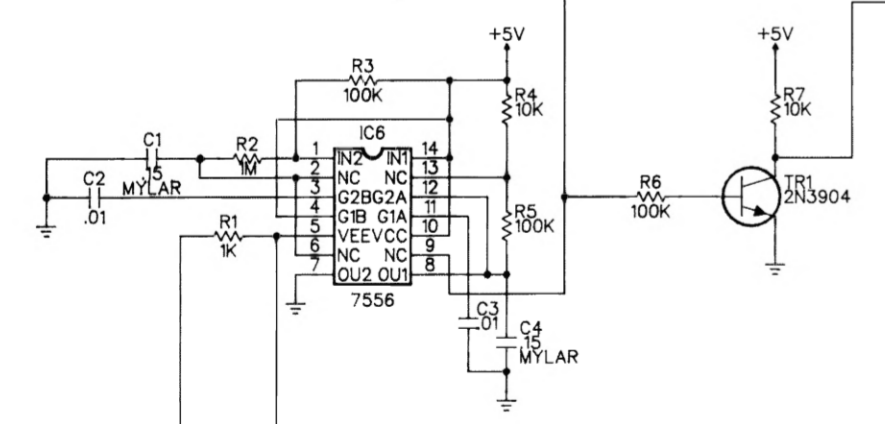 +5V
+5V
R3
100K
R4
10K
R7
10K
IC6
C1
.15
MYLAR
R2
1M
1 IN2 IN1 14
2 NC NC 13
3 G2B G2A 12
4 G1B G1A 11
5 VEE VCC 10
6 NC NC 9
7 OU2 OU1 8
7556
C2
.01
R1
1K
R5
100K
R6
100K
TR1
2N3904
C3
.01
C4
.15
MYLAR